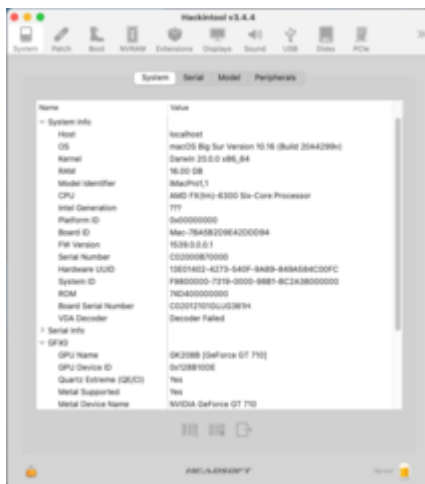 Hackintool v3.4.4
System Patch Boot NVRAM Extensions Displays Sound USB Disks PCIe
System Serial Model Peripherals
Name Value
System Info
Host localhost
OS macOS Big Sur Version 10.16 (Build 20A4299v)
Kernel Darwin 20.0.0 x86_64
RAM 16.00 GB
Model Identifier iMacPro1,1
CPU AMD FX(tm)-6300 Six-Core Processor
Intel Generation ???
Platform ID 0x00000000
Board ID Mac-7BA5B2D9E42DDD94
FW Version 1539.0.0.0.1
Serial Number
Hardware UUID
System ID
ROM
Board Serial Number
VDA Decoder Decoder Failed
Serial Info
GFX0
GPU Name GK208B [GeForce GT 710]
GPU Device ID 0x128B10DE
Quartz Extreme (QE/CI) Yes
Metal Supported Yes
Metal Device Name NVIDIA GeForce GT 710
HEADSOFT